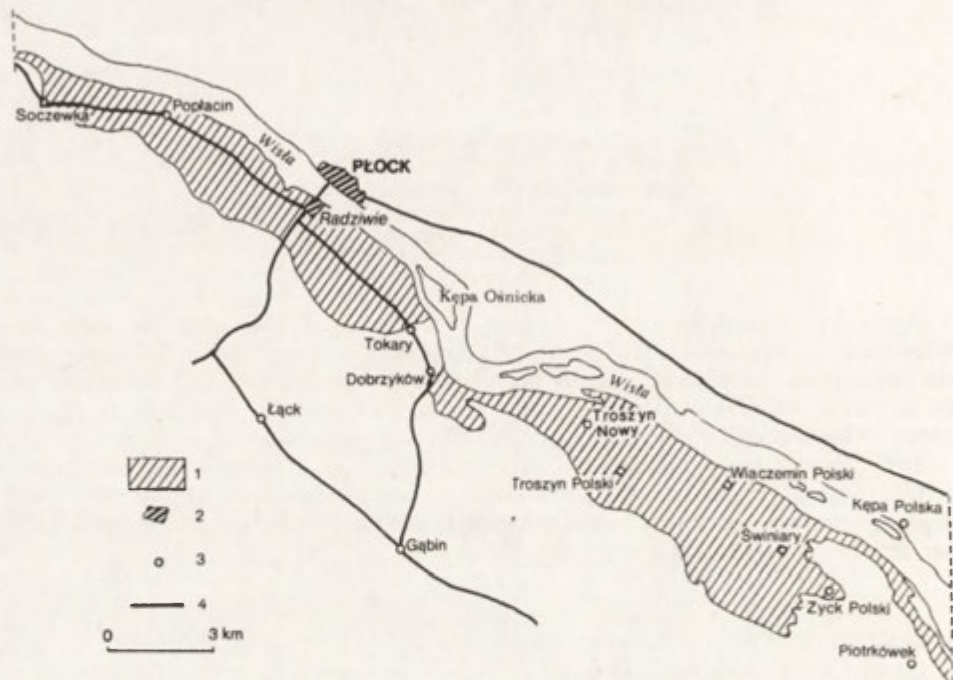 Soczewka
Popłacin
Wisła
PŁOCK
Radziwie
Kępa Ośnicka
Tokary
Dobrzyków
Wisła
Łąck
Troszyn
Nowy
Troszyn Polski
Wiączemin Polski
Kępa Polska
Gąbin
Świniary
Życk Polski
Piotrkówek
1
2
3
4
0 3 km